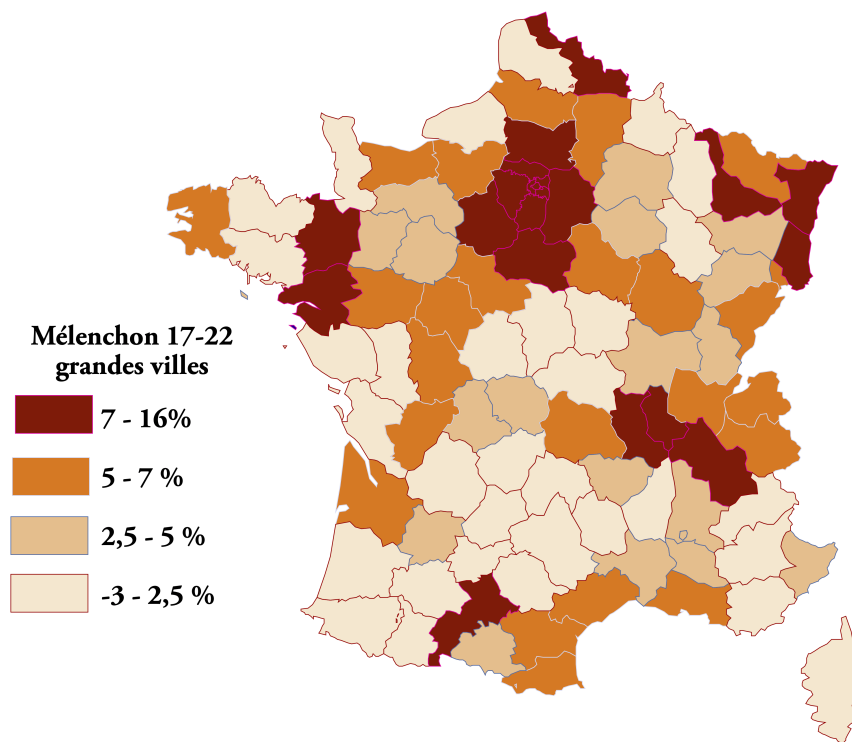 Mélenchon 17-22
grandes villes
7 - 16%
5 - 7 %
2,5 - 5 %
-3 - 2,5 %